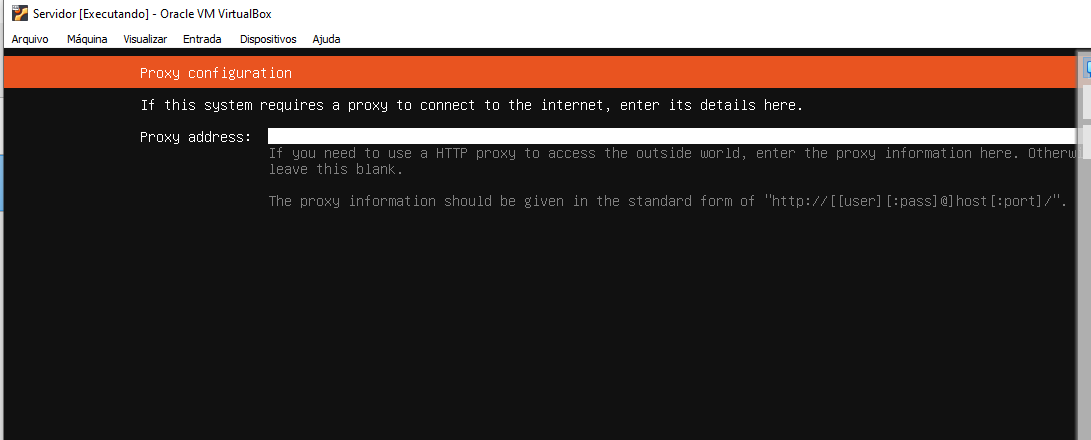 Servidor [Executando] - Oracle VM VirtualBox
Arquivo Máquina Visualizar Entrada Dispositivos Ajuda
Proxy configuration
If this system requires a proxy to connect to the internet, enter its details here.
Proxy address:
If you need to use a HTTP proxy to access the outside world, enter the proxy information here.
leave this blank.
The proxy information should be given in the standard form of "http://[[user][:pass]@]host[:port]/".